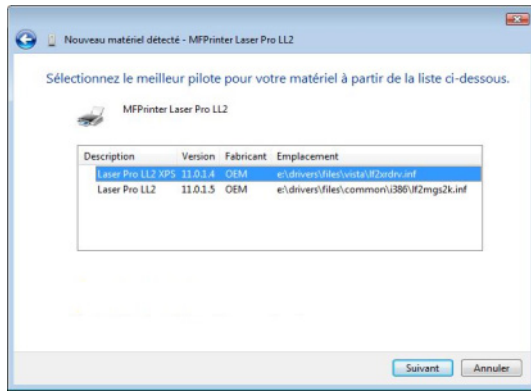 Nouveau matériel détecté - MFPrinter Laser Pro LL2
Sélectionnez le meilleur pilote pour votre matériel à partir de la liste ci-dessous.
MFPrinter Laser Pro LL2
Description Version Fabricant Emplacement
Laser Pro LL2 XPS 11.0.1.4 OEM e:\drivers\files\vista\lf2xrdrv.inf
Laser Pro LL2 11.0.1.5 OEM e:\drivers\files\common\i386\lf2mgs2k.inf
Suivant Annuler